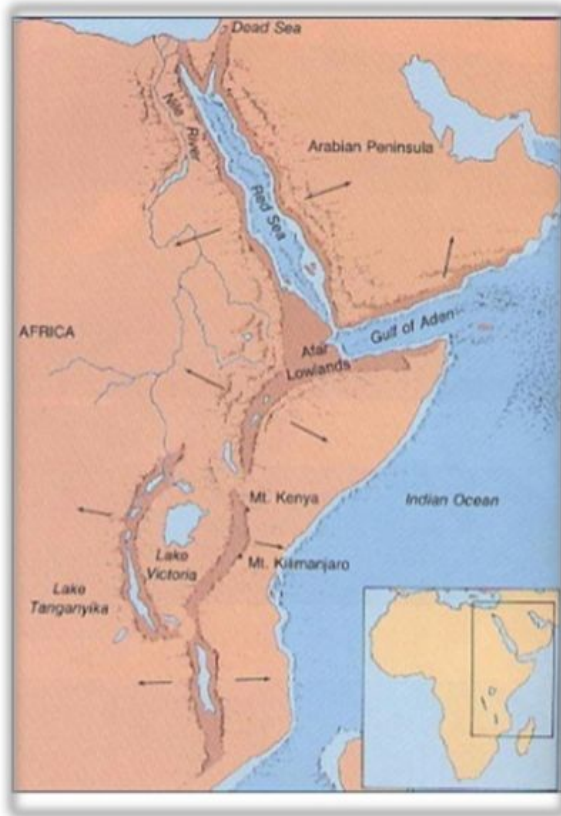 Dead Sea
Nile River
Arabian Peninsula
Red Sea
AFRICA
Gulf of Aden
Afar
Lowlands
Mt. Kenya
Indian Ocean
Lake
Victoria
Mt. Kilimanjaro
Lake
Tanganyika